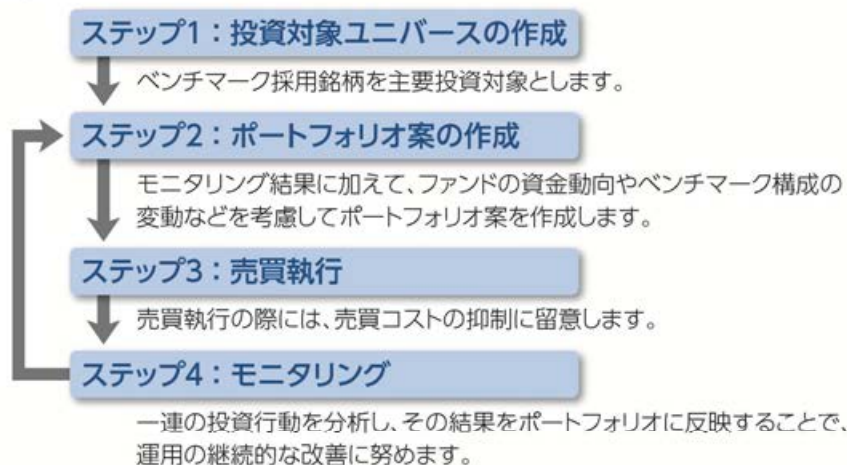 ステップ1：投資対象ユニバースの作成
ベンチマーク採用銘柄を主要投資対象とします。
ステップ2：ポートフォリオ案の作成
モニタリング結果に加えて、ファンドの資金動向やベンチマーク構成の
変動などを考慮してポートフォリオ案を作成します。
ステップ3：売買執行
売買執行の際には、売買コストの抑制に留意します。
ステップ4：モニタリング
一連の投資行動を分析し、その結果をポートフォリオに反映することで、
運用の継続的な改善に努めます。